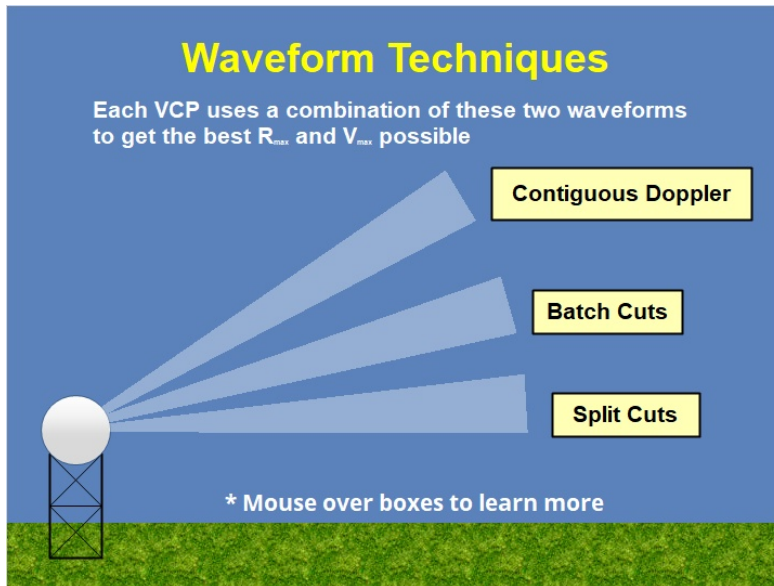 Waveform Techniques
Each VCP uses a combination of these two waveforms
to get the best Rmax and Vmax possible
Contiguous Doppler
Batch Cuts
Split Cuts
* Mouse over boxes to learn more